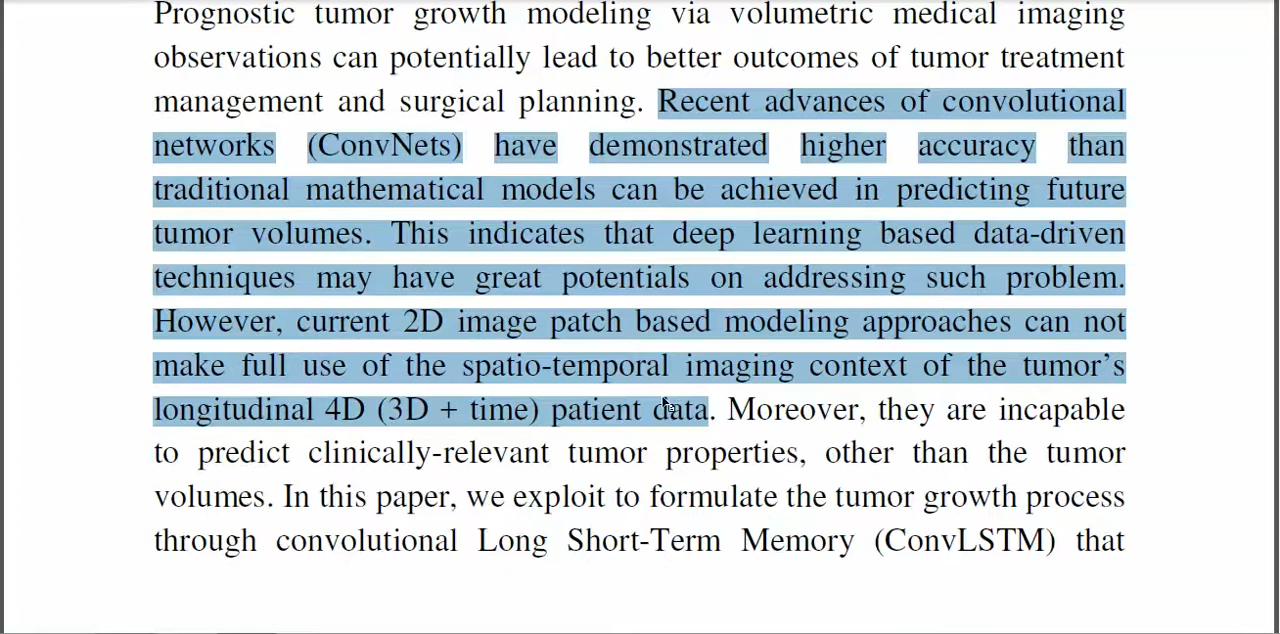 Prognostic tumor growth modeling via volumetric medical imaging
observations can potentially lead to better outcomes of tumor treatment
management and surgical planning. Recent advances of convolutional
networks (ConvNets) have demonstrated higher accuracy than
traditional mathematical models can be achieved in predicting future
tumor volumes. This indicates that deep learning based data-driven
techniques may have great potentials on addressing such problem.
However, current 2D image patch based modeling approaches can not
make full use of the spatio-temporal imaging context of the tumor’s
longitudinal 4D (3D + time) patient data. Moreover, they are incapable
to predict clinically-relevant tumor properties, other than the tumor
volumes. In this paper, we exploit to formulate the tumor growth process
through convolutional Long Short-Term Memory (ConvLSTM) that